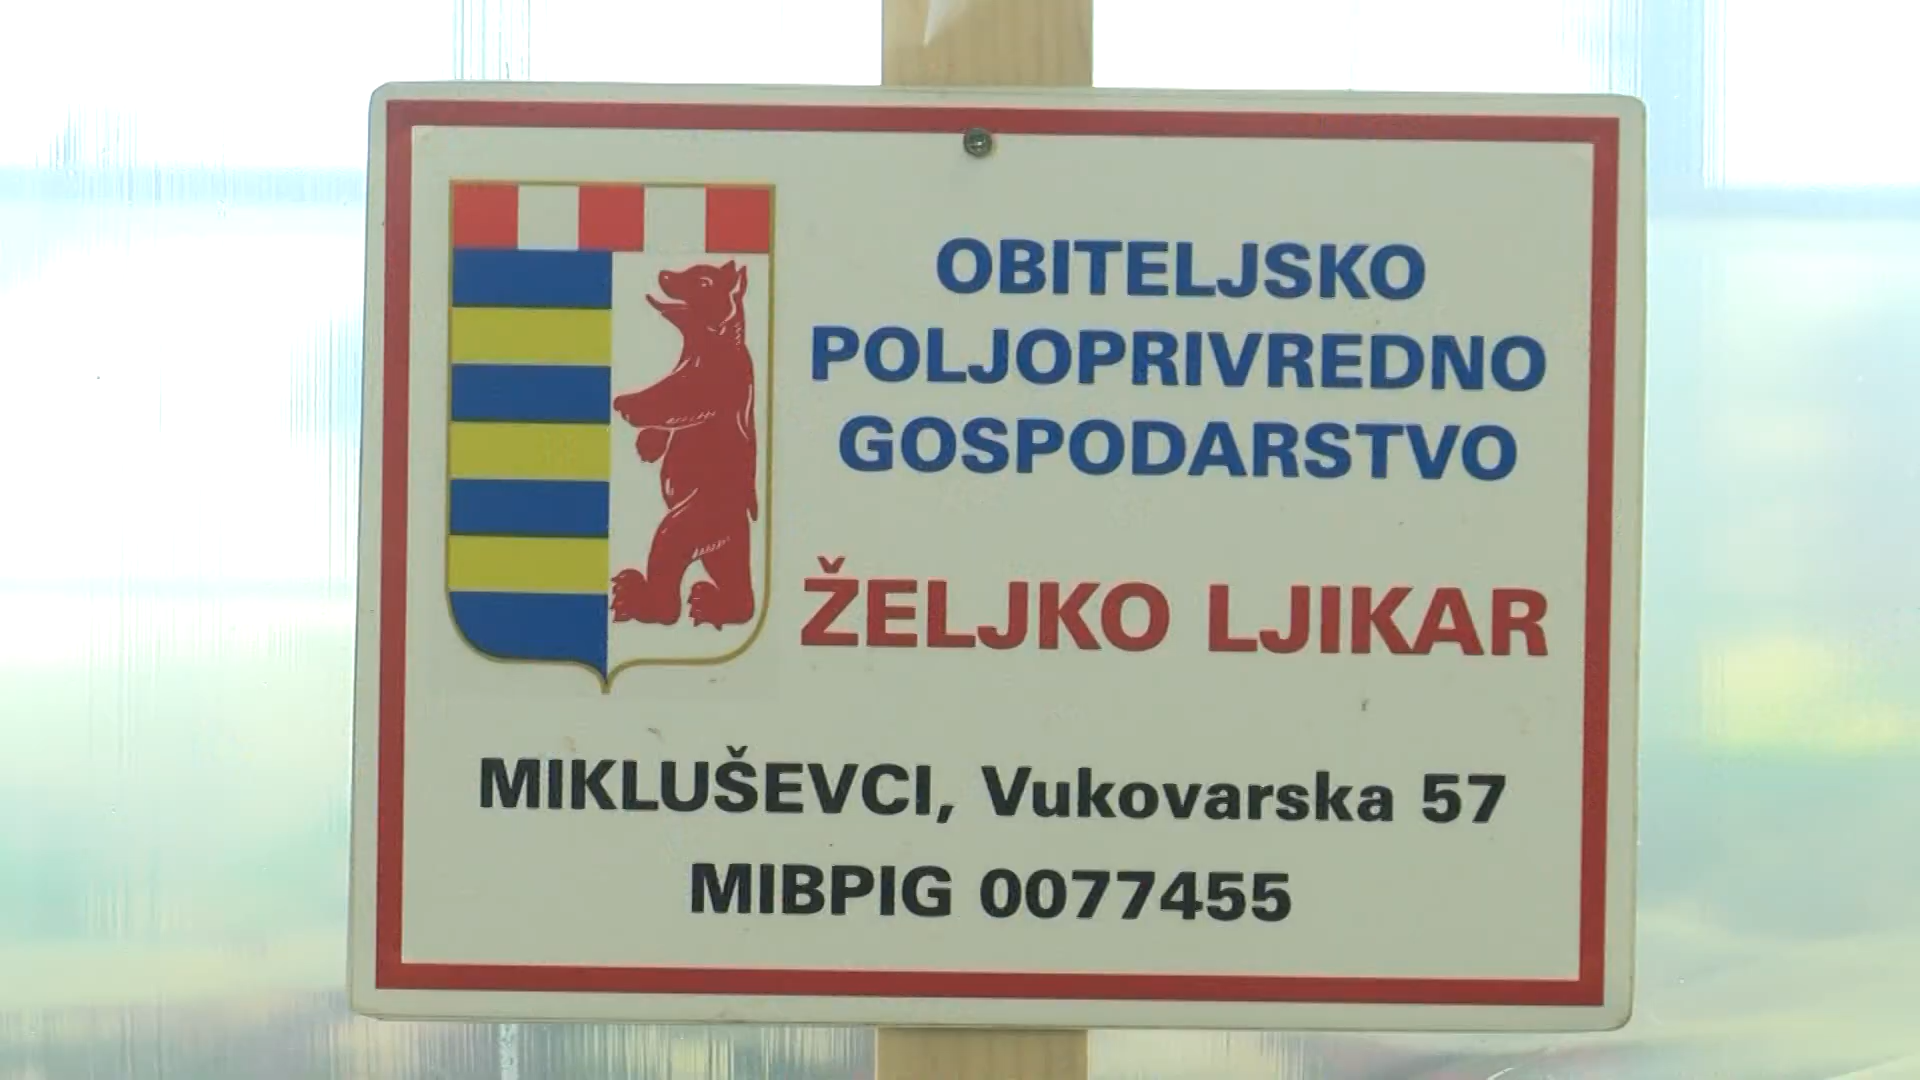 OBITELJSKO
POLJOPRIVREDNO
GOSPODARSTVO
ŽELJKO LJIKAR
MIKLUŠEVCI, Vukovarska 57
MIBPIG 0077455